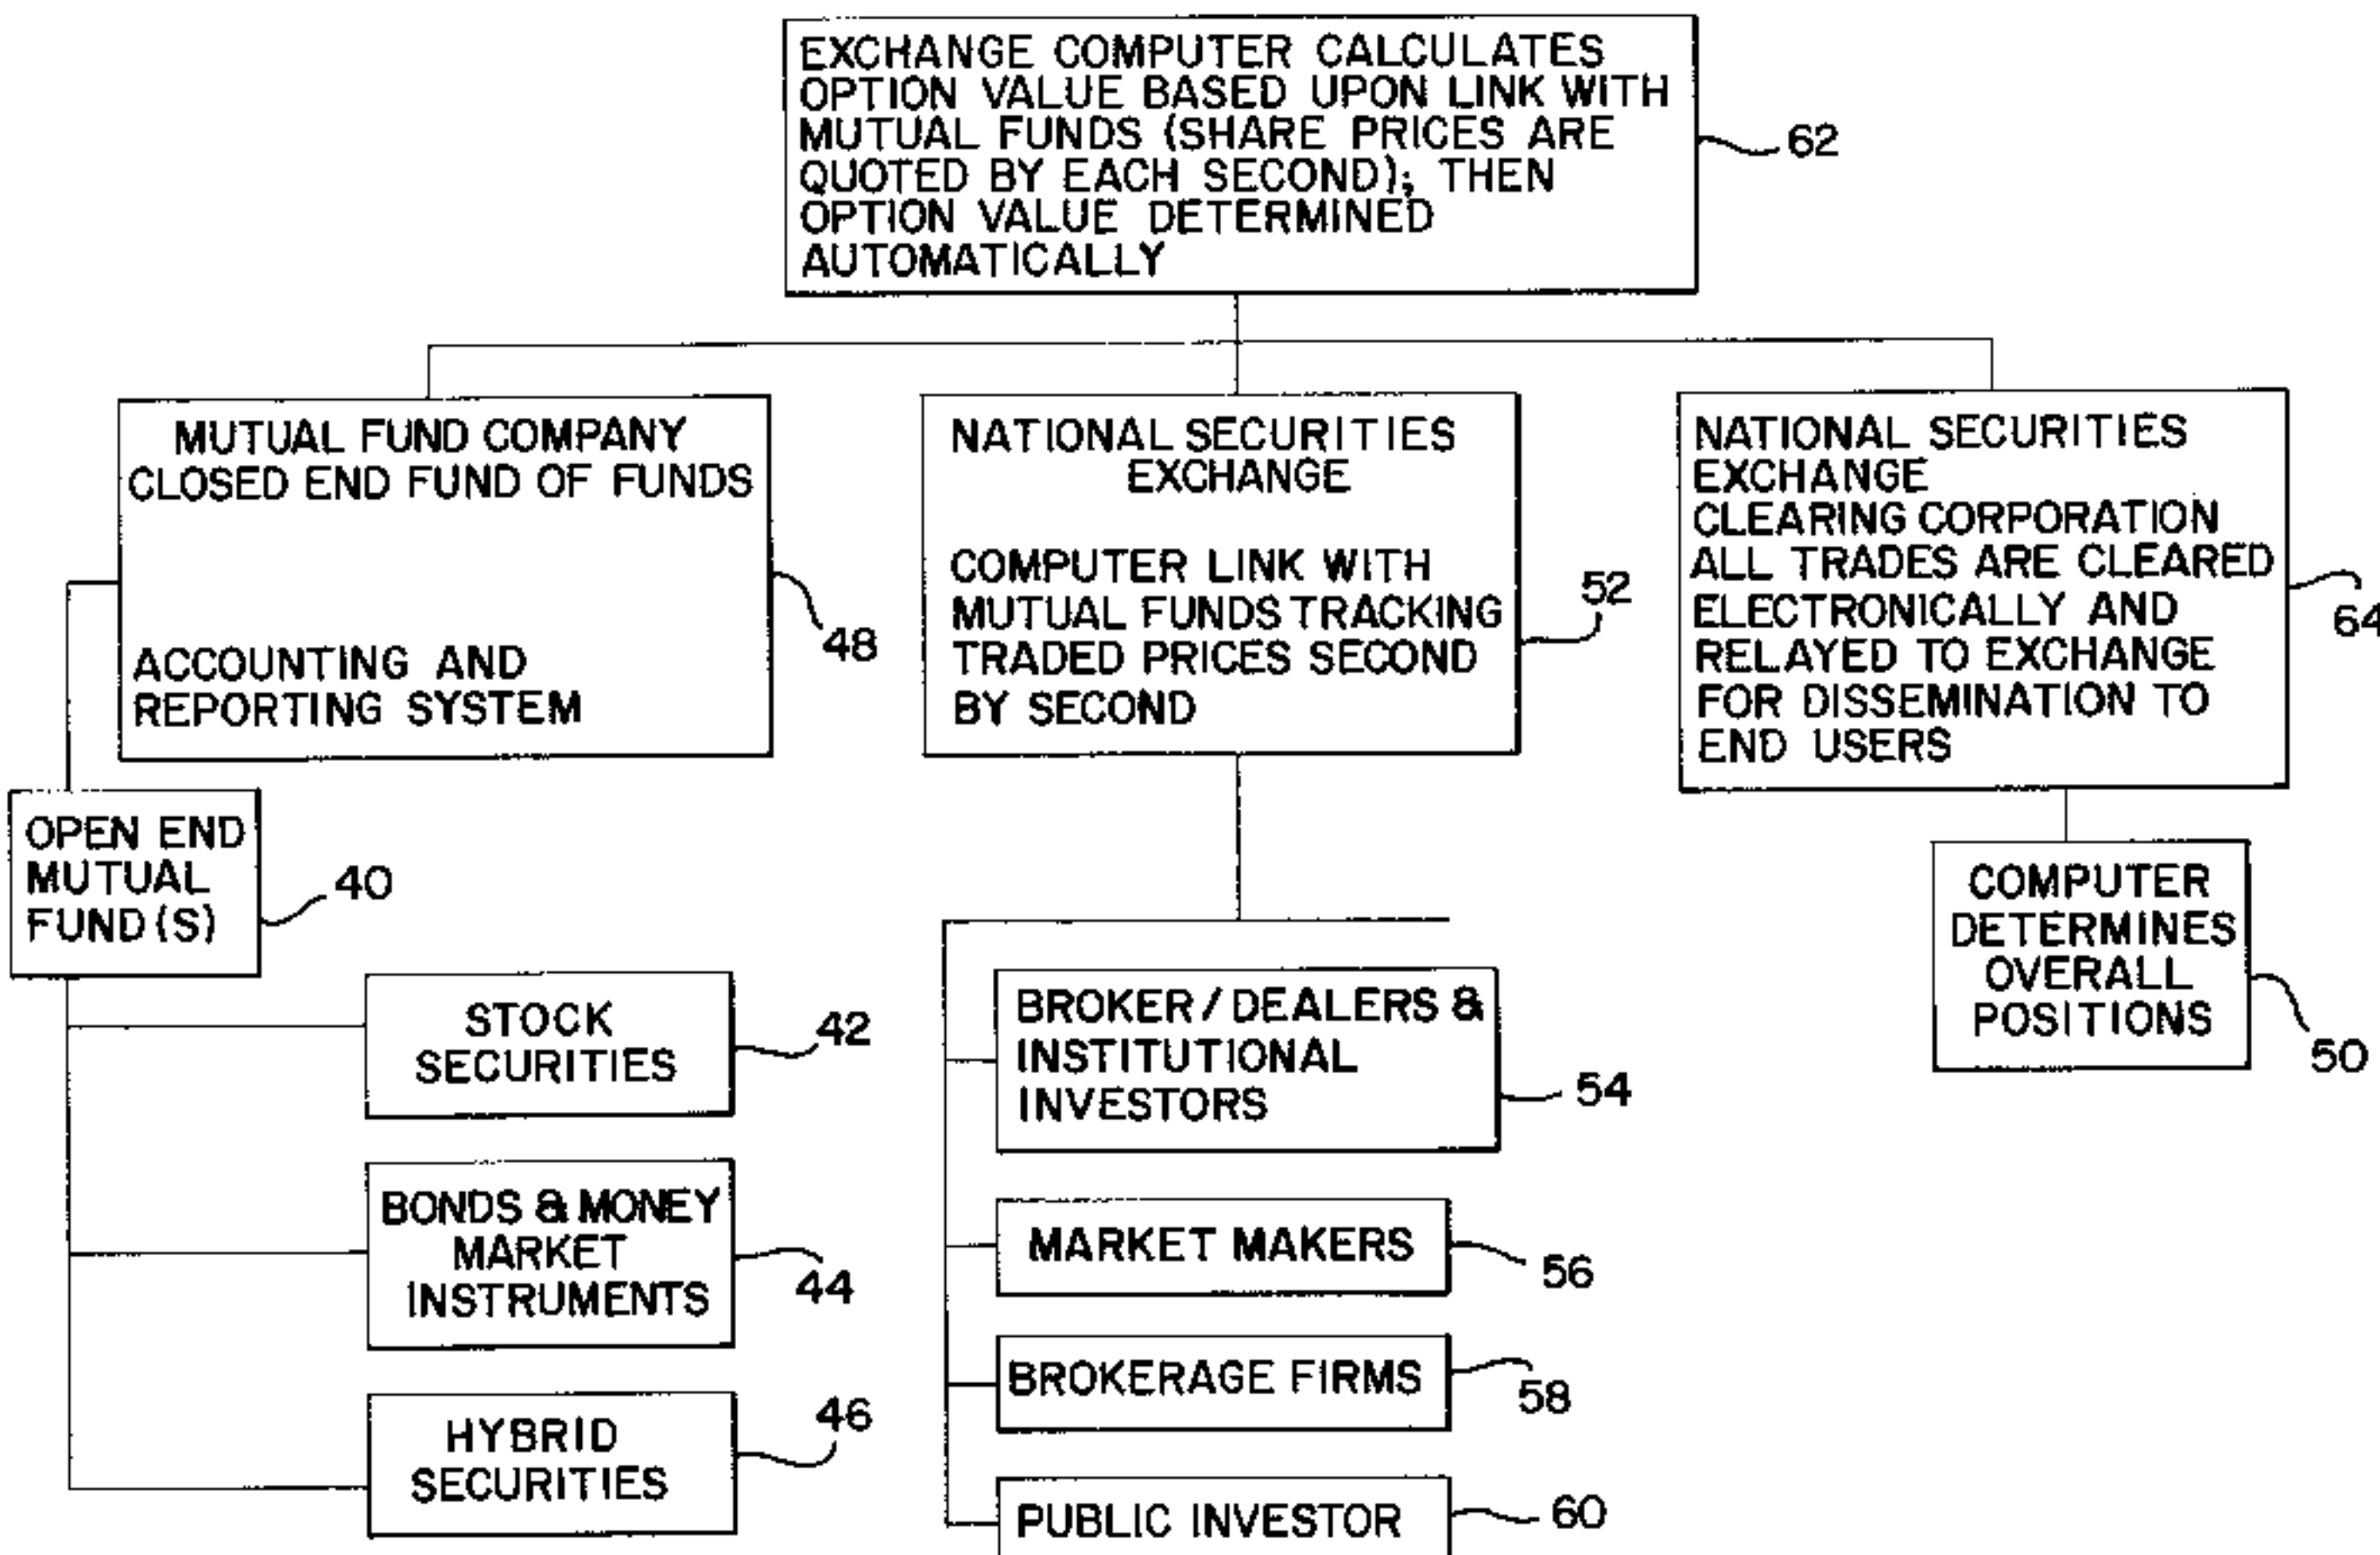 EXCHANGE COMPUTER CALCULATES
OPTION VALUE BASED UPON LINK WITH
MUTUAL FUNDS (SHARE PRICES ARE
QUOTED BY EACH SECOND); THEN
OPTION VALUE DETERMINED
AUTOMATICALLY
62
MUTUAL FUND COMPANY
CLOSED END FUND OF FUNDS
ACCOUNTING AND
REPORTING SYSTEM
48
NATIONAL SECURITIES
EXCHANGE
COMPUTER LINK WITH
MUTUAL FUNDS TRACKING
TRADED PRICES SECOND
BY SECOND
52
NATIONAL SECURITIES
EXCHANGE
CLEARING CORPORATION
ALL TRADES ARE CLEARED
ELECTRONICALLY AND
RELAYED TO EXCHANGE
FOR DISSEMINATION TO
END USERS
64
OPEN END
MUTUAL
FUND(S)
40
STOCK
SECURITIES
42
BONDS & MONEY
MARKET
INSTRUMENTS
44
HYBRID
SECURITIES
46
BROKER / DEALERS &
INSTITUTIONAL
INVESTORS
54
MARKET MAKERS
56
BROKERAGE FIRMS
58
PUBLIC INVESTOR
60
COMPUTER
DETERMINES
OVERALL
POSITIONS
50